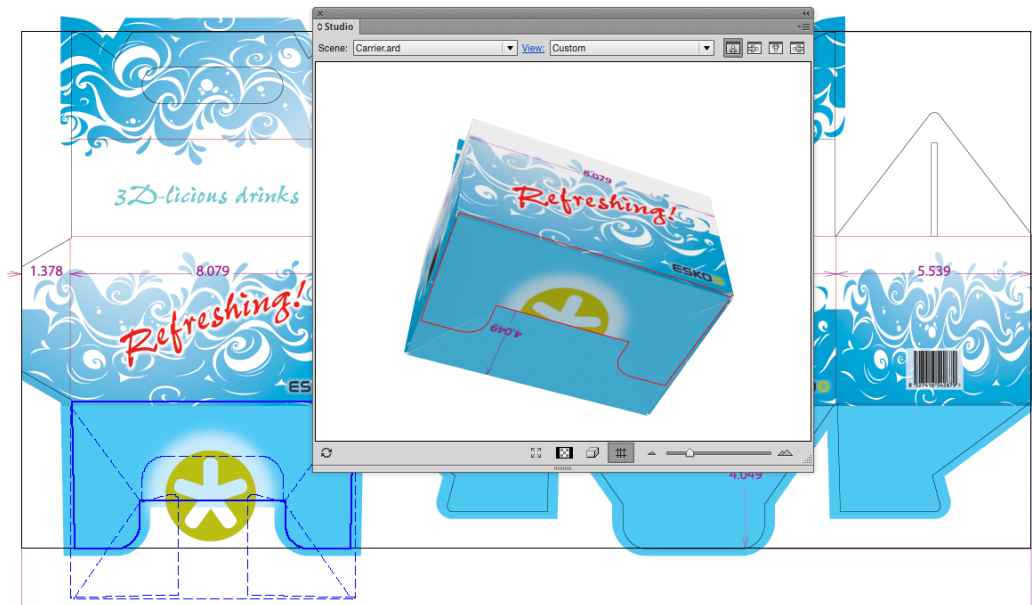 Studio
Scene: Carrier.ard
View: Custom
8.079
Refreshing!
ESKO
4.049
3D-licious drinks
1.378
8.079
5.539
Refreshing!
ES
4.049